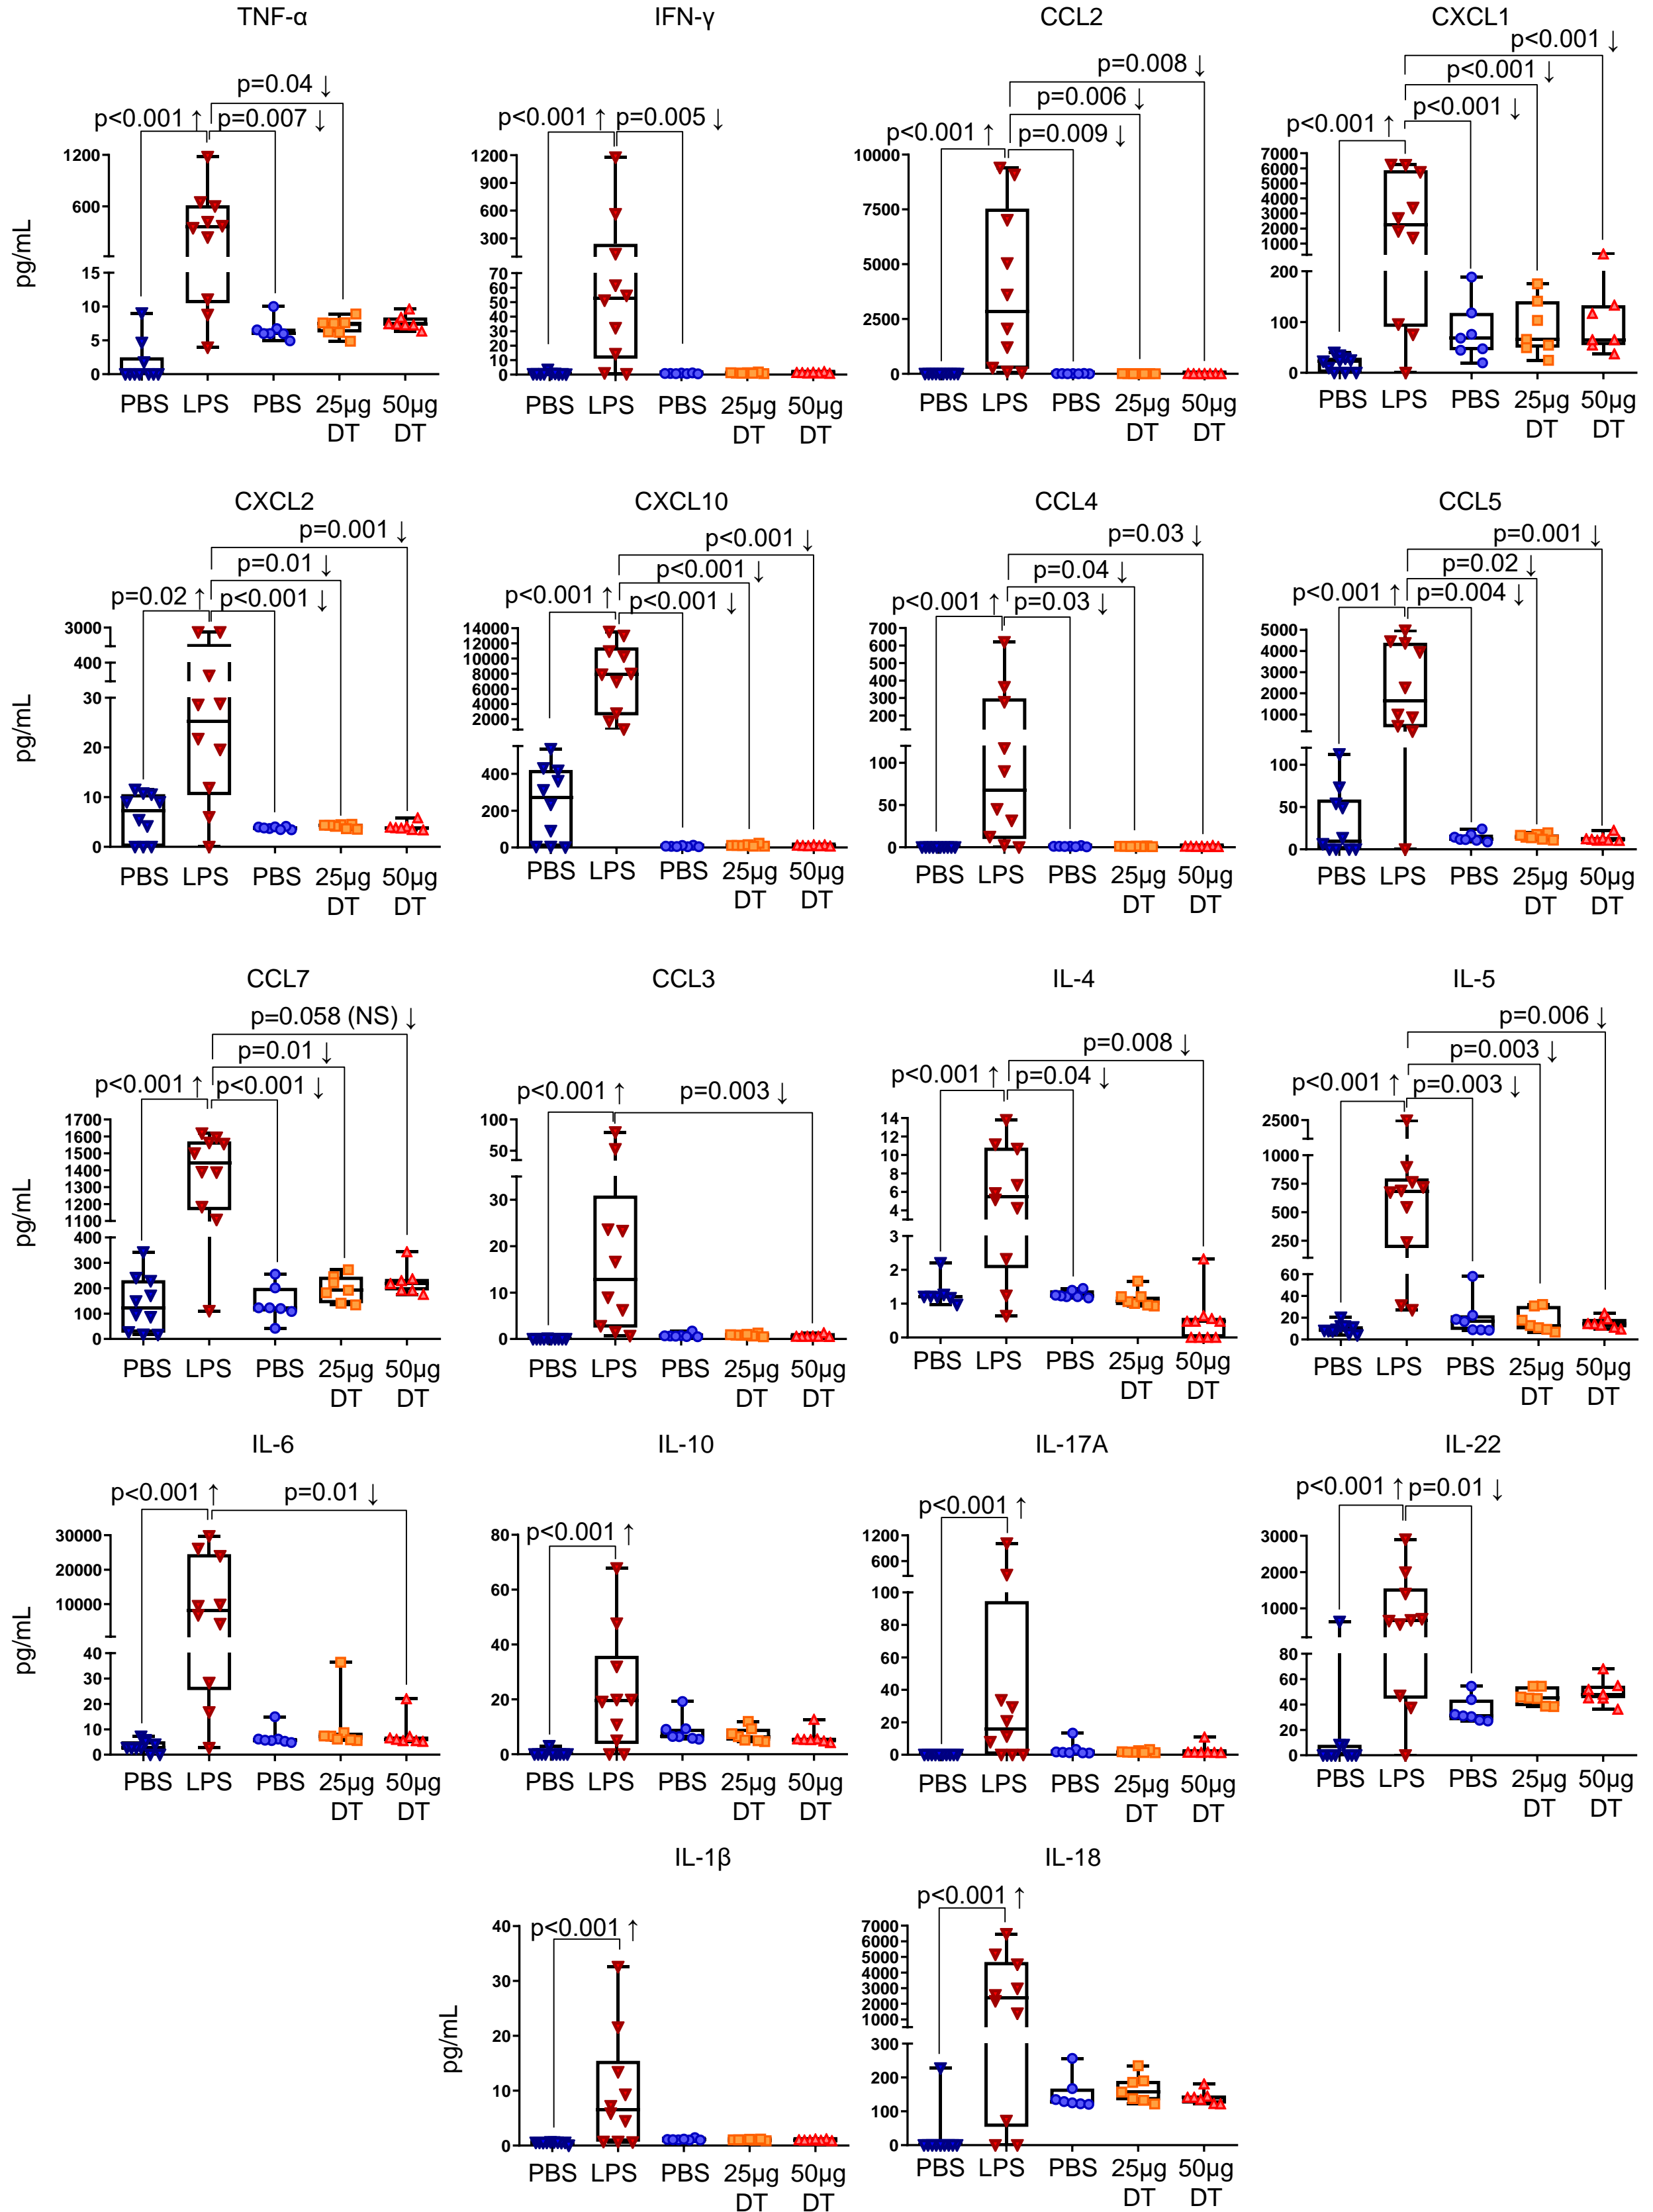 TNF-α IFN-γ CCL2 CXCL1
p<0.001 ↓
p=0.008 ↓
p<0.001 ↓
p=0.04 ↓
p=0.006 ↓
p<0.001 ↓
p<0.001 ↑ p=0.007 ↓
p<0.001 ↑ p=0.005 ↓
p<0.001 ↑ p=0.009 ↓
p<0.001 ↑
pg/mL
1200
600
15
10
5
0
PBS LPS PBS 25µg DT 50µg DT
1200
900
600
300
70
60
50
40
30
20
10
0
PBS LPS PBS 25µg DT 50µg DT
10000
7500
5000
2500
0
PBS LPS PBS 25µg DT 50µg DT
7000
6000
5000
4000
3000
2000
1000
200
100
0
PBS LPS PBS 25µg DT 50µg DT
CXCL2 CXCL10 CCL4 CCL5
p=0.001 ↓
p=0.01 ↓
p=0.02 ↑ p<0.001 ↓
p<0.001 ↓
p<0.001 ↓
p<0.001 ↑ p<0.001 ↓
p=0.03 ↓
p=0.04 ↓
p<0.001 ↑ p=0.03 ↓
p=0.001 ↓
p=0.02 ↓
p<0.001 ↑ p=0.004 ↓
pg/mL
3000
400
30
20
10
0
PBS LPS PBS 25µg DT 50µg DT
14000
12000
10000
8000
6000
4000
2000
400
200
0
PBS LPS PBS 25µg DT 50µg DT
700
600
500
400
300
200
100
50
0
PBS LPS PBS 25µg DT 50µg DT
5000
4000
3000
2000
1000
100
50
0
PBS LPS PBS 25µg DT 50µg DT
CCL7 CCL3 IL-4 IL-5
p=0.058 (NS) ↓
p=0.01 ↓
p<0.001 ↑ p<0.001 ↓
p<0.001 ↑ p=0.003 ↓
p=0.008 ↓
p<0.001 ↑ p=0.04 ↓
p=0.006 ↓
p=0.003 ↓
p<0.001 ↑ p=0.003 ↓
pg/mL
1700
1600
1500
1400
1300
1200
1100
400
300
200
100
0
PBS LPS PBS 25µg DT 50µg DT
100
50
30
20
10
0
PBS LPS PBS 25µg DT 50µg DT
14
12
10
8
6
4
3
2
1
0
PBS LPS PBS 25µg DT 50µg DT
2500
1000
750
500
250
60
40
20
0
PBS LPS PBS 25µg DT 50µg DT
IL-6 IL-10 IL-17A IL-22
p<0.001 ↑ p=0.01 ↓
p<0.001 ↑
p<0.001 ↑
p<0.001 ↑ p=0.01 ↓
pg/mL
30000
20000
10000
40
30
20
10
0
PBS LPS PBS 25µg DT 50µg DT
80
60
40
20
0
PBS LPS PBS 25µg DT 50µg DT
1200
600
100
80
60
40
20
0
PBS LPS PBS 25µg DT 50µg DT
3000
2000
1000
80
60
40
20
0
PBS LPS PBS 25µg DT 50µg DT
IL-1β IL-18
p<0.001 ↑
p<0.001 ↑
pg/mL
40
30
20
10
0
PBS LPS PBS 25µg DT 50µg DT
7000
6000
5000
4000
3000
2000
1000
300
200
100
0
PBS LPS PBS 25µg DT 50µg DT